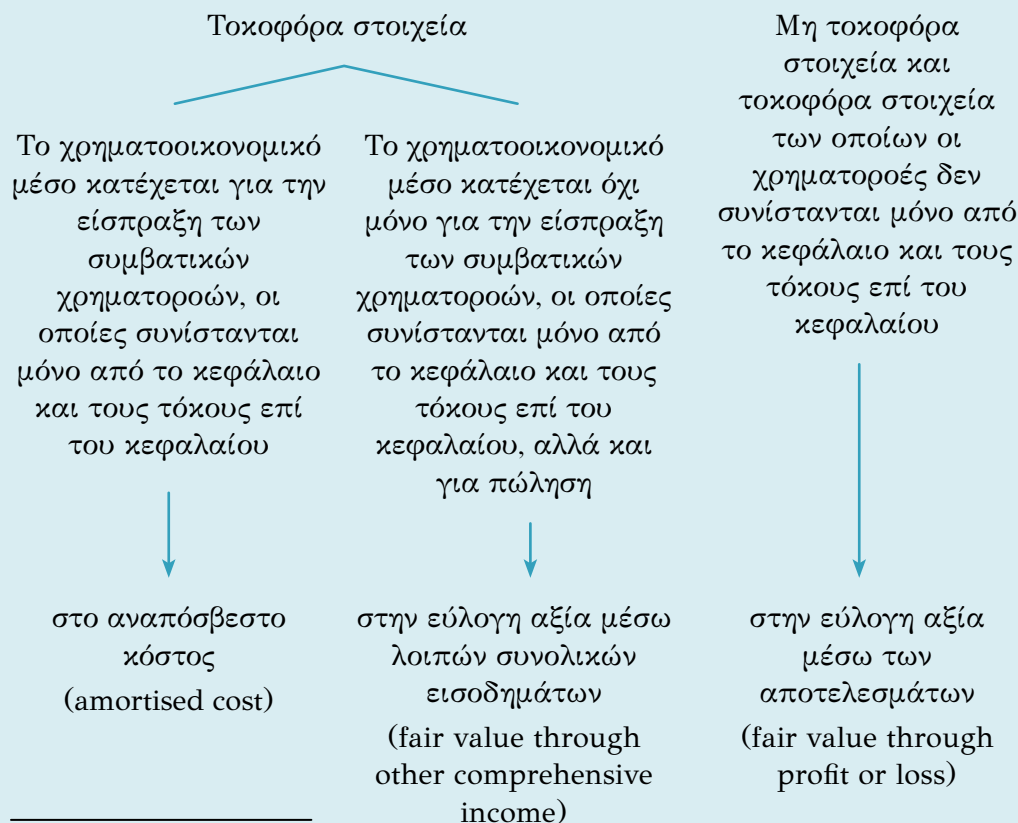 Τοκοφόρα στοιχεία
Το χρηματοοικονομικό
μέσο κατέχεται για την
είσπραξη των
συμβατικών
χρηματοροών, οι
οποίες συνίστανται
μόνο από το κεφάλαιο
και τους τόκους επί
του κεφαλαίου
στο αναπόσβεστο
κόστος
(amortised cost)
Το χρηματοοικονομικό
μέσο κατέχεται όχι
μόνο για την είσπραξη
των συμβατικών
χρηματοροών, οι οποίες
συνίστανται μόνο από
το κεφάλαιο και τους
τόκους επί του
κεφαλαίου, αλλά και
για πώληση
στην εύλογη αξία μέσω
λοιπών συνολικών
εισοδημάτων
(fair value through
other comprehensive
income)
Μη τοκοφόρα
στοιχεία και
τοκοφόρα στοιχεία
των οποίων οι
χρηματοροές δεν
συνίστανται μόνο από
το κεφάλαιο και τους
τόκους επί του
κεφαλαίου
στην εύλογη αξία
μέσω των
αποτελεσμάτων
(fair value through
profit or loss)